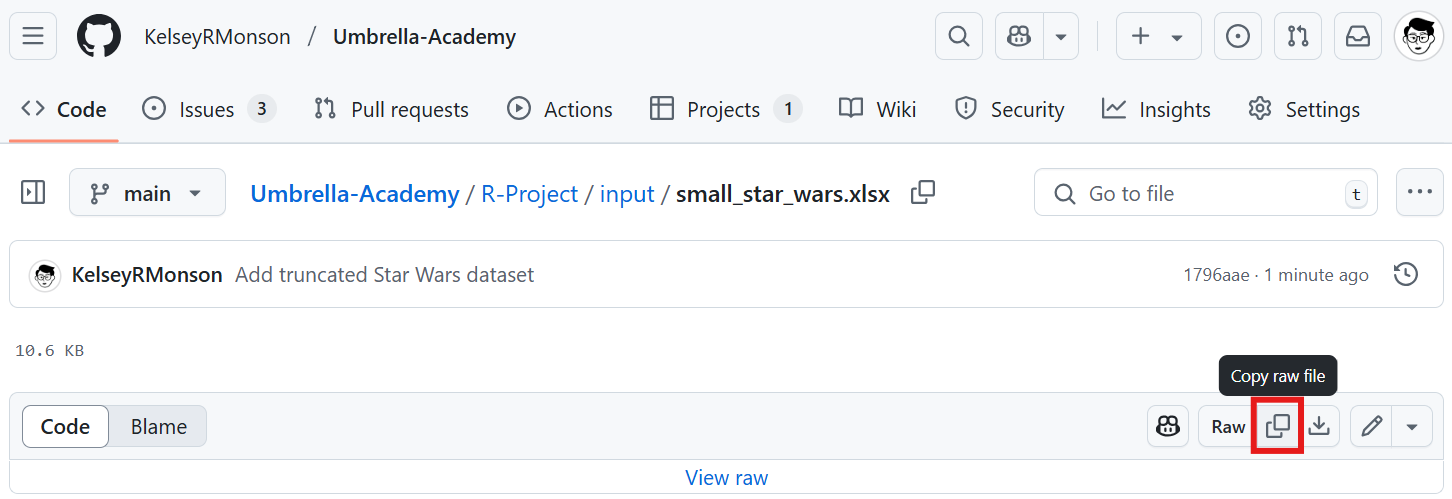 KelseyRMonson / Umbrella-Academy
Code Issues 3 Pull requests Actions Projects 1 Wiki Security Insights Settings
main Umbrella-Academy / R-Project / input / small_star_wars.xlsx Go to file t
KelseyRMonson Add truncated Star Wars dataset 1796aae · 1 minute ago
10.6 KB
Copy raw file
Code Blame Raw
View raw